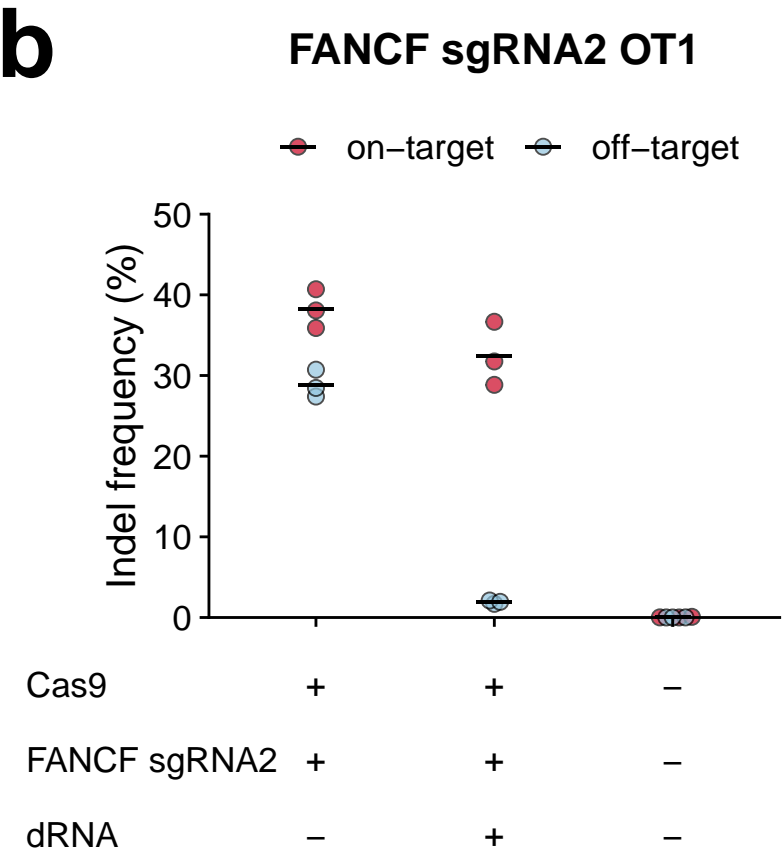 b
FANCF sgRNA2 OT1
on−target off−target
Indel frequency (%)
50
40
30
20
10
0
Cas9 + + −
FANCF sgRNA2 + + −
dRNA − + −